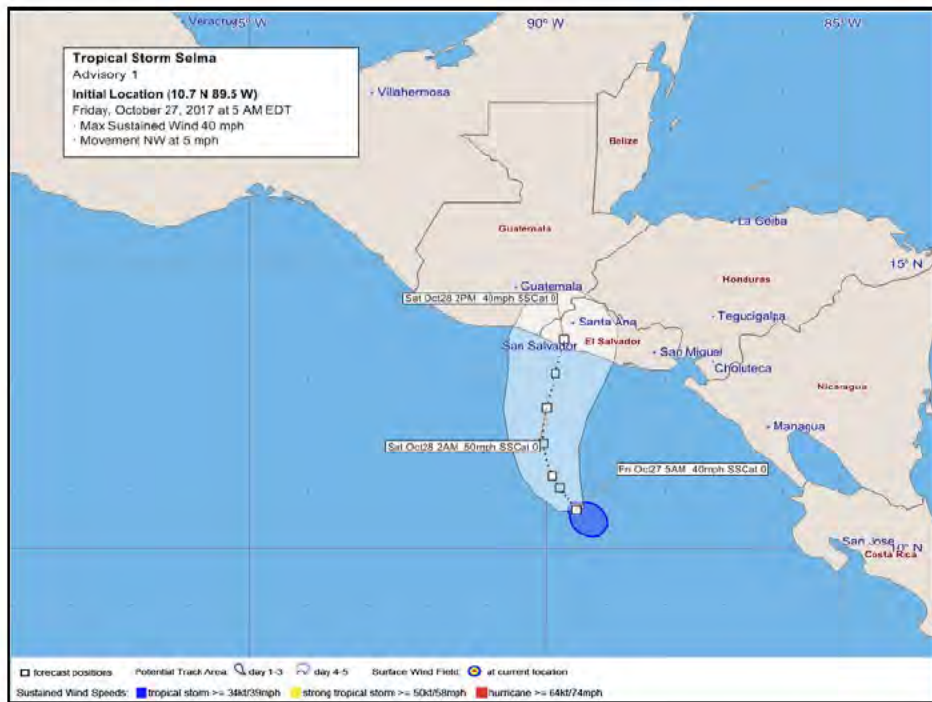 Veracruz
95° W
90° W
85° W
Tropical Storm Selma
Advisory 1
Initial Location (10.7 N 89.5 W)
Friday, October 27, 2017 at 5 AM EDT
· Max Sustained Wind 40 mph
· Movement NW at 5 mph
Villahermosa
Belize
La Ceiba
Guatemala
15° N
Honduras
Guatemala
Sat Oct28 2PM 40mph SSCat 0
Santa Ana
Tegucigalpa
San Salvador
El Salvador
San Miguel
Choluteca
Nicaragua
Managua
Sat Oct28 2AM 50mph SSCat 0
Fri Oct27 5AM 40mph SSCat 0
San Jose
10° N
Costa Rica
forecast positions Potential Track Area: day 1-3 day 4-5 Surface Wind Field: at current location
Sustained Wind Speeds: tropical storm >= 34kt/39mph strong tropical storm >= 50kt/58mph hurricane >= 64kt/74mph